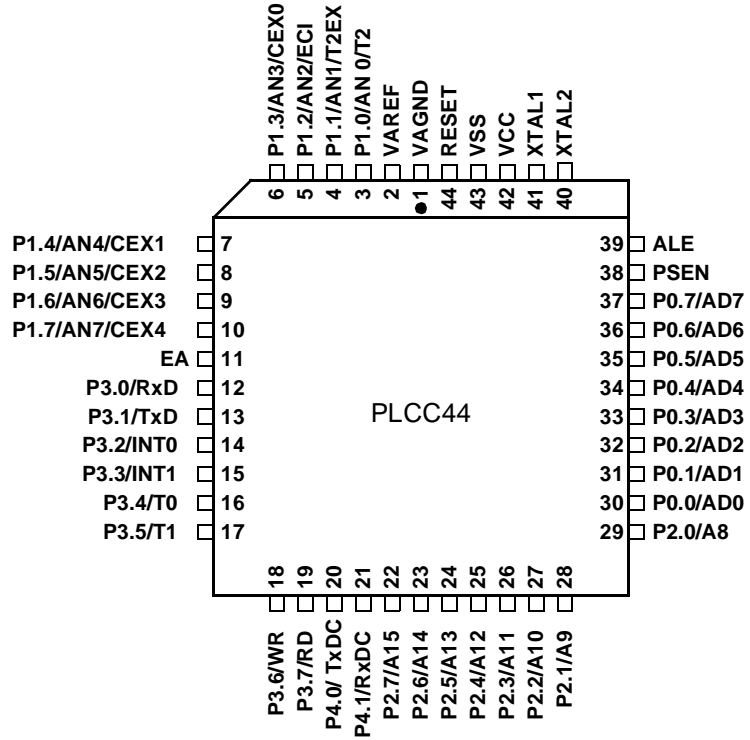 P1.3/AN3/CEX0
P1.2/AN2/ECI
P1.1/AN1/T2EX
P1.0/AN 0/T2
VAREF
VAGND
RESET
VSS
VCC
XTAL1
XTAL2
6
5
4
3
2
1
44
43
42
41
40
P1.4/AN4/CEX1 7
P1.5/AN5/CEX2 8
P1.6/AN6/CEX3 9
P1.7/AN7/CEX4 10
EA 11
P3.0/RxD 12
P3.1/TxD 13
P3.2/INT0 14
P3.3/INT1 15
P3.4/T0 16
P3.5/T1 17
PLCC44
39 ALE
38 PSEN
37 P0.7/AD7
36 P0.6/AD6
35 P0.5/AD5
34 P0.4/AD4
33 P0.3/AD3
32 P0.2/AD2
31 P0.1/AD1
30 P0.0/AD0
29 P2.0/A8
18
19
20
21
22
23
24
25
26
27
28
P3.6/WR
P3.7/RD
P4.0/ TxDC
P4.1/RxDC
P2.7/A15
P2.6/A14
P2.5/A13
P2.4/A12
P2.3/A11
P2.2/A10
P2.1/A9